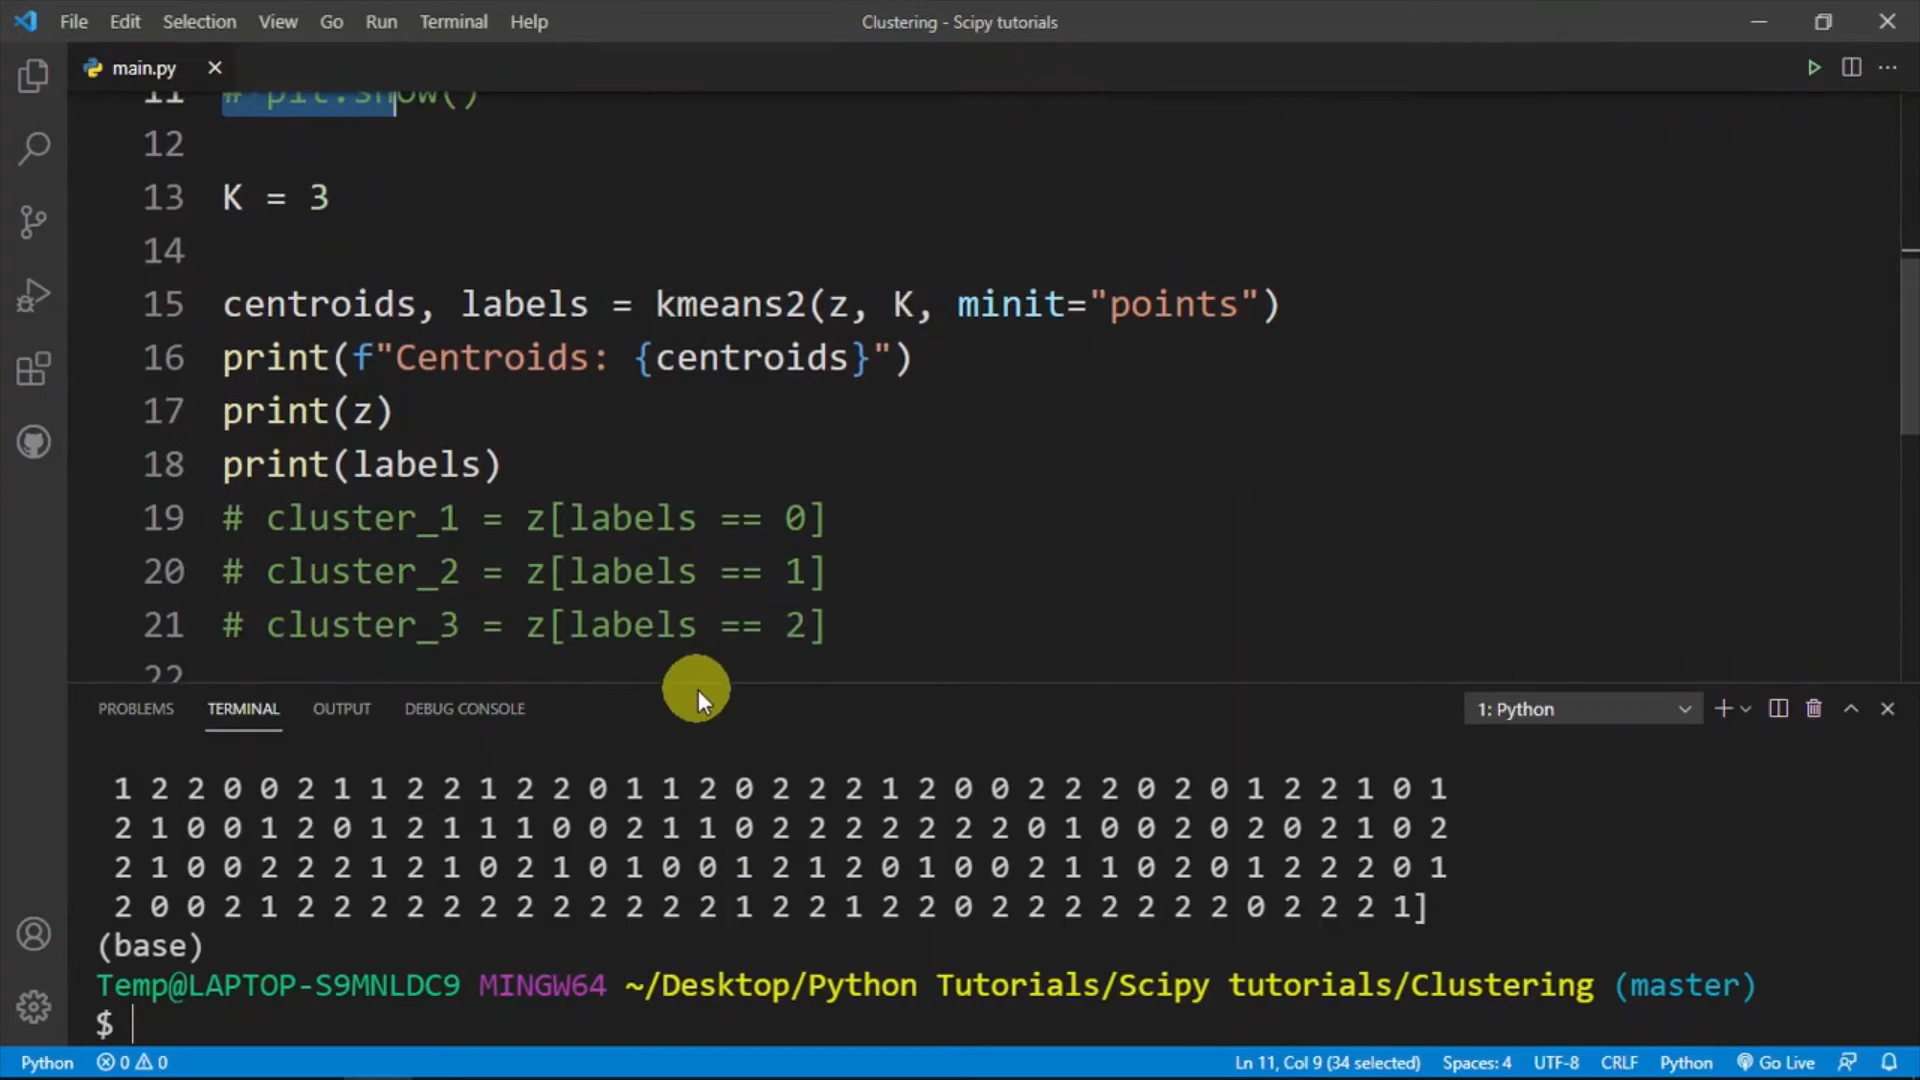 File Edit Selection View Go Run Terminal Help Clustering - Scipy tutorials
main.py
11 # plt.show()
12
13 K = 3
14
15 centroids, labels = kmeans2(z, K, minit="points")
16 print(f"Centroids: {centroids}")
17 print(z)
18 print(labels)
19 # cluster_1 = z[labels == 0]
20 # cluster_2 = z[labels == 1]
21 # cluster_3 = z[labels == 2]
22
PROBLEMS TERMINAL OUTPUT DEBUG CONSOLE 1: Python
1 2 2 0 0 2 1 1 2 2 1 2 2 0 1 1 2 0 2 2 2 1 2 0 0 2 2 2 0 2 0 1 2 2 1 0 1
2 1 0 0 1 2 0 1 2 1 1 1 0 0 2 1 1 0 2 2 2 2 2 2 2 0 1 0 0 2 0 2 0 2 1 0 2
2 1 0 0 2 2 2 1 2 1 0 2 1 0 1 0 0 1 2 1 2 0 1 0 0 2 1 1 0 2 0 1 2 2 2 0 1
2 0 0 2 1 2 2 2 2 2 2 2 2 2 2 2 2 1 2 2 1 2 2 0 2 2 2 2 2 2 2 0 2 2 2 1]
(base)
Temp@LAPTOP-S9MNLDC9 MINGW64 ~/Desktop/Python Tutorials/Scipy tutorials/Clustering (master)
$
Python 0 0 Ln 11, Col 9 (34 selected) Spaces: 4 UTF-8 CRLF Python Go Live